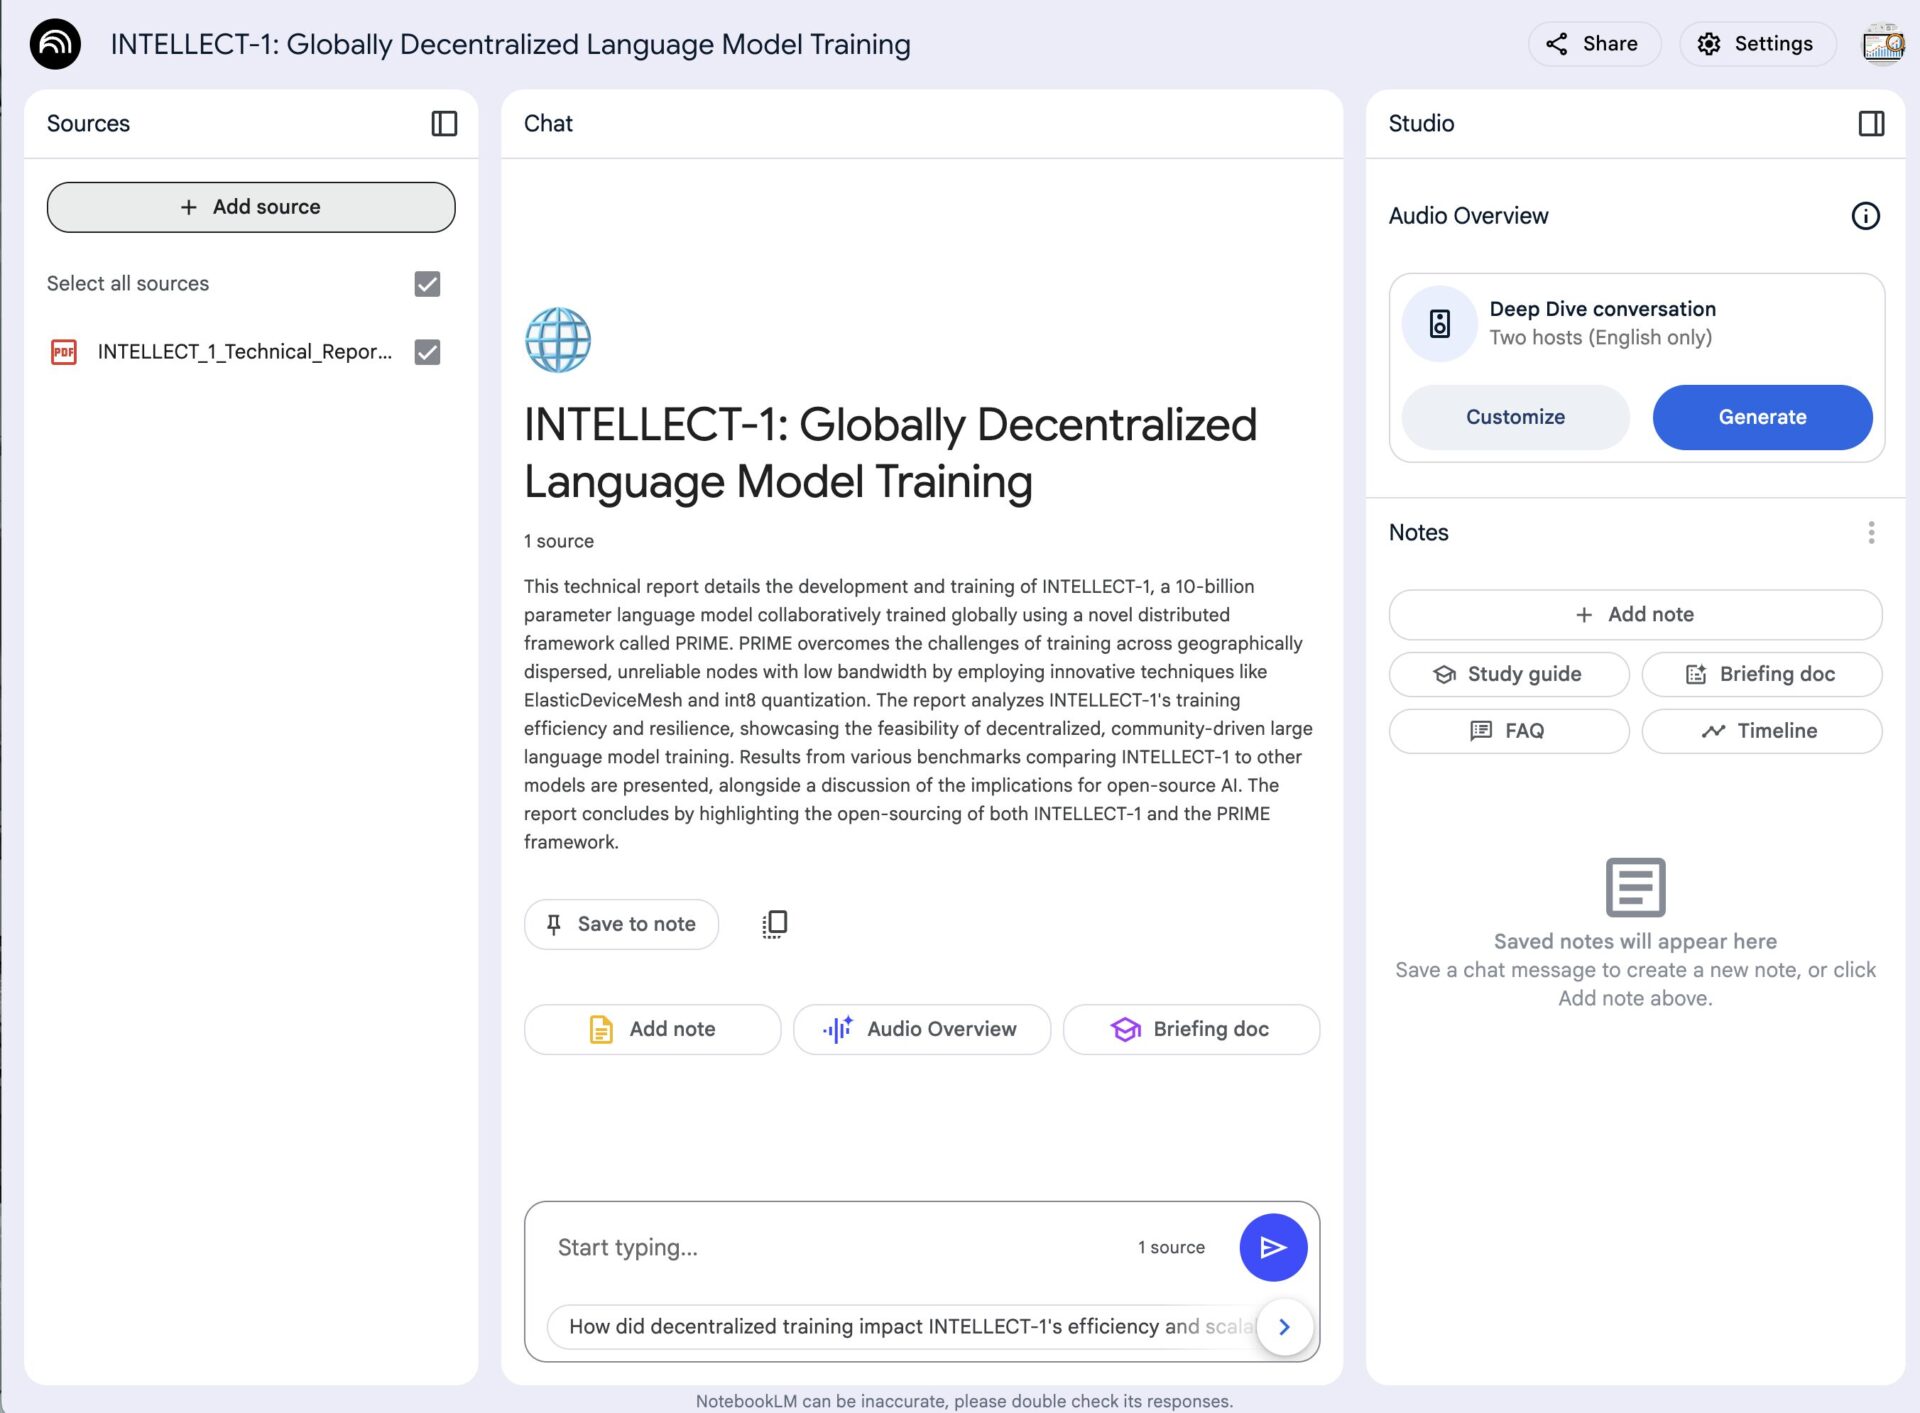 INTELLECT-1: Globally Decentralized Language Model Training
Share
Settings
Sources
Add source
Select all sources
PDF
INTELLECT_1_Technical_Repor...
Chat
INTELLECT-1: Globally Decentralized
Language Model Training
1 source
This technical report details the development and training of INTELLECT-1, a 10-billion
parameter language model collaboratively trained globally using a novel distributed
framework called PRIME. PRIME overcomes the challenges of training across geographically
dispersed, unreliable nodes with low bandwidth by employing innovative techniques like
ElasticDeviceMesh and int8 quantization. The report analyzes INTELLECT-1's training
efficiency and resilience, showcasing the feasibility of decentralized, community-driven large
language model training. Results from various benchmarks comparing INTELLECT-1 to other
models are presented, alongside a discussion of the implications for open-source AI. The
report concludes by highlighting the open-sourcing of both INTELLECT-1 and the PRIME
framework.
Save to note
Add note
Audio Overview
Briefing doc
Start typing...
1 source
How did decentralized training impact INTELLECT-1's efficiency and scala
Studio
Audio Overview
Deep Dive conversation
Two hosts (English only)
Customize
Generate
Notes
Add note
Study guide
Briefing doc
FAQ
Timeline
Saved notes will appear here
Save a chat message to create a new note, or click
Add note above.
NotebookLM can be inaccurate, please double check its responses.